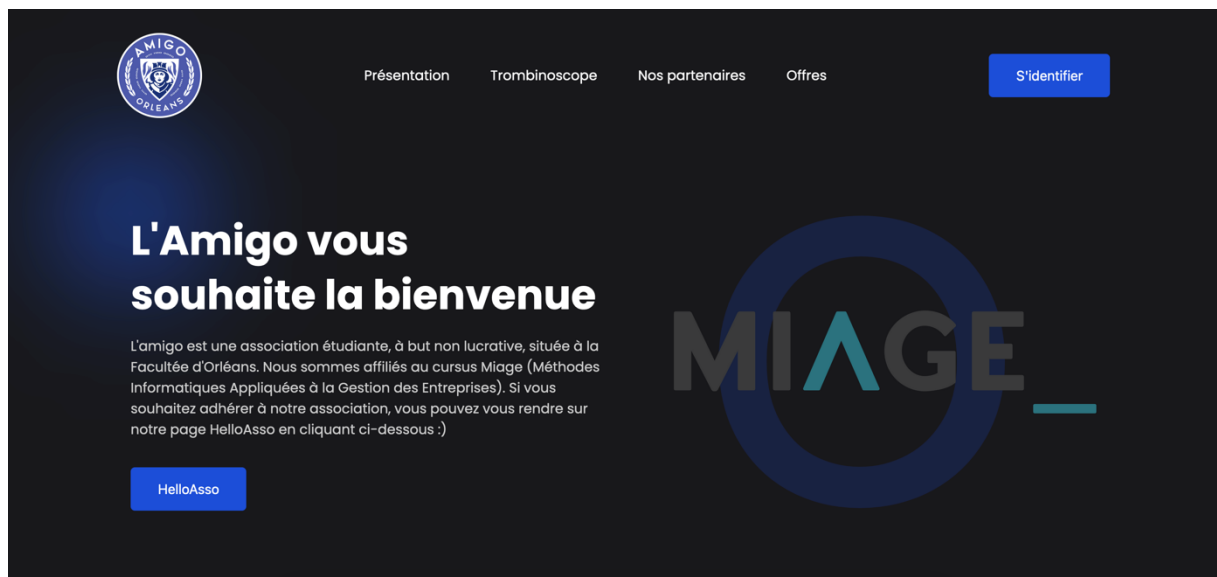 AMIGO
ORLEANS
Présentation Trombinoscope Nos partenaires Offres
S'identifier
L'Amigo vous
souhaite la bienvenue
L'amigo est une association étudiante, à but non lucrative, située à la
Facultée d'Orléans. Nous sommes affiliés au cursus Miage (Méthodes
Informatiques Appliquées à la Gestion des Entreprises). Si vous
souhaitez adhérer à notre association, vous pouvez vous rendre sur
notre page HelloAsso en cliquant ci-dessous :)
HelloAsso
MIAGE_